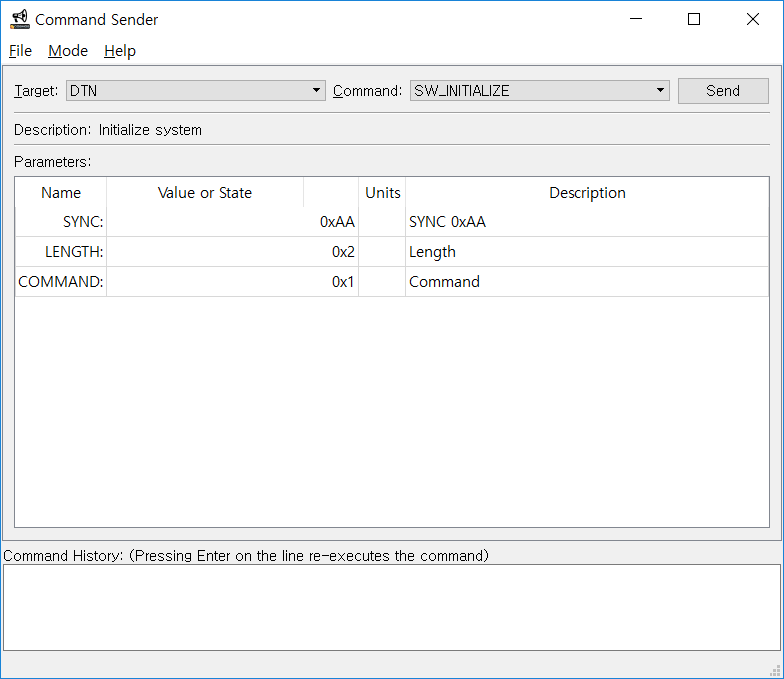 Command Sender
File Mode Help
Target: DTN Command: SW_INITIALIZE Send
Description: Initialize system
Parameters:
Name Value or State Units Description
SYNC: 0xAA SYNC 0xAA
LENGTH: 0x2 Length
COMMAND: 0x1 Command
Command History: (Pressing Enter on the line re-executes the command)